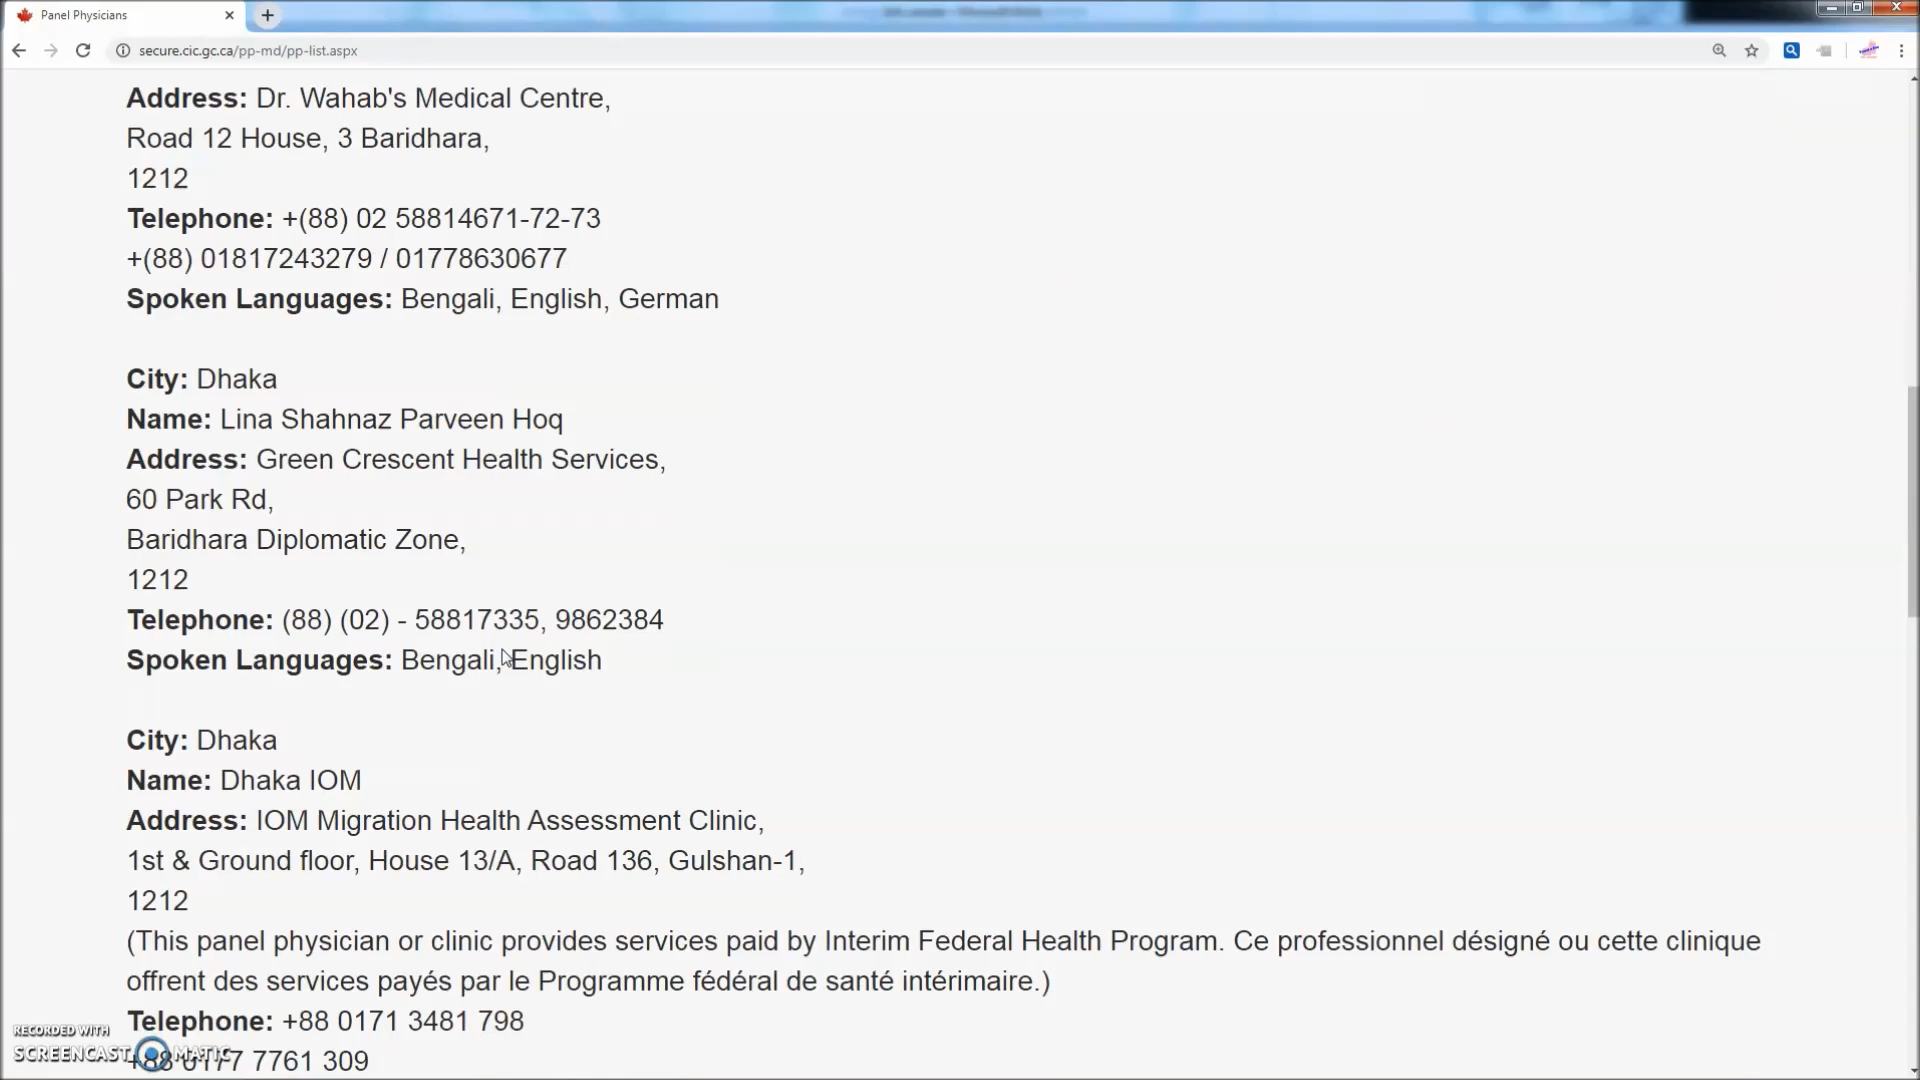 Panel Physicians
secure.cic.gc.ca/pp-md/pp-list.aspx
Address: Dr. Wahab's Medical Centre,
Road 12 House, 3 Baridhara,
1212
Telephone: +(88) 02 58814671-72-73
+(88) 01817243279 / 01778630677
Spoken Languages: Bengali, English, German
City: Dhaka
Name: Lina Shahnaz Parveen Hoq
Address: Green Crescent Health Services,
60 Park Rd,
Baridhara Diplomatic Zone,
1212
Telephone: (88) (02) - 58817335, 9862384
Spoken Languages: Bengali, English
City: Dhaka
Name: Dhaka IOM
Address: IOM Migration Health Assessment Clinic,
1st & Ground floor, House 13/A, Road 136, Gulshan-1,
1212
(This panel physician or clinic provides services paid by Interim Federal Health Program. Ce professionnel désigné ou cette clinique
offrent des services payés par le Programme fédéral de santé intérimaire.)
Telephone: +88 0171 3481 798
+88 0177 7761 309
RECORDED WITH
SCREENCAST MATIC